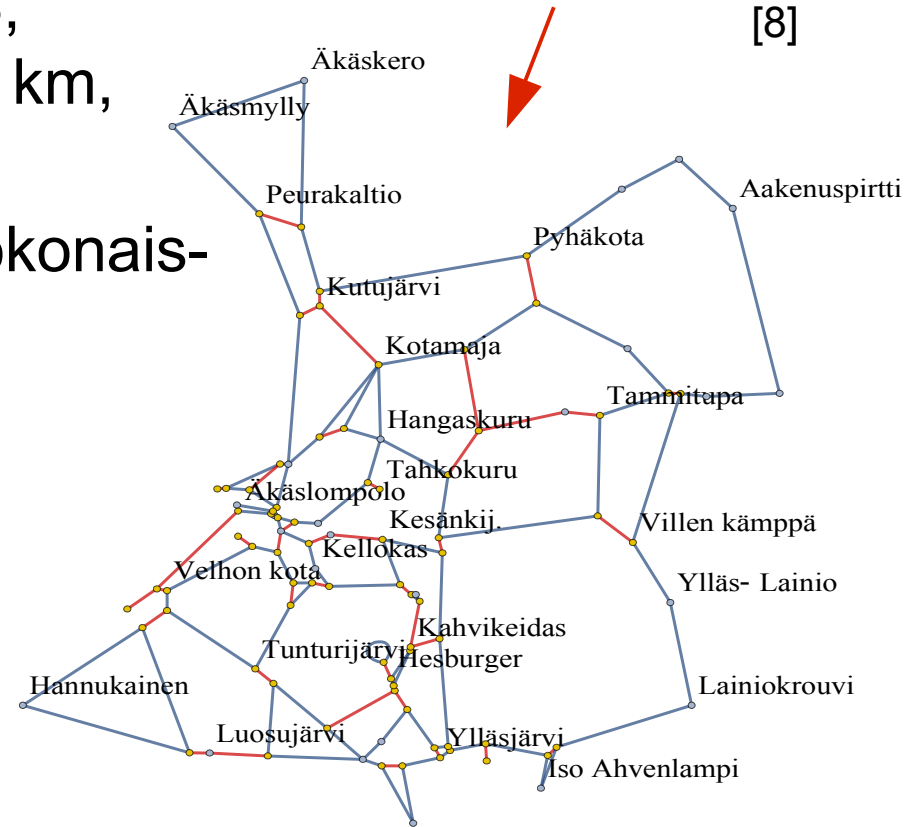 [8]
km,
okonais-
Äkäskero
Äkäsmylly
Peurakaltio
Aakenuspirtti
Pyhäkota
Kutujärvi
Kotamaja
Tammitupa
Hangaskuru
Tahkokuru
Äkäslompolo
Kesänkij.
Villen kämppä
Kellokas
Velhon kota
Ylläs- Lainio
Kahvikeidas
Tunturijärvi
Hesburger
Hannukainen
Lainiokrouvi
Luosujärvi
Ylläsjärvi
Iso Ahvenlampi